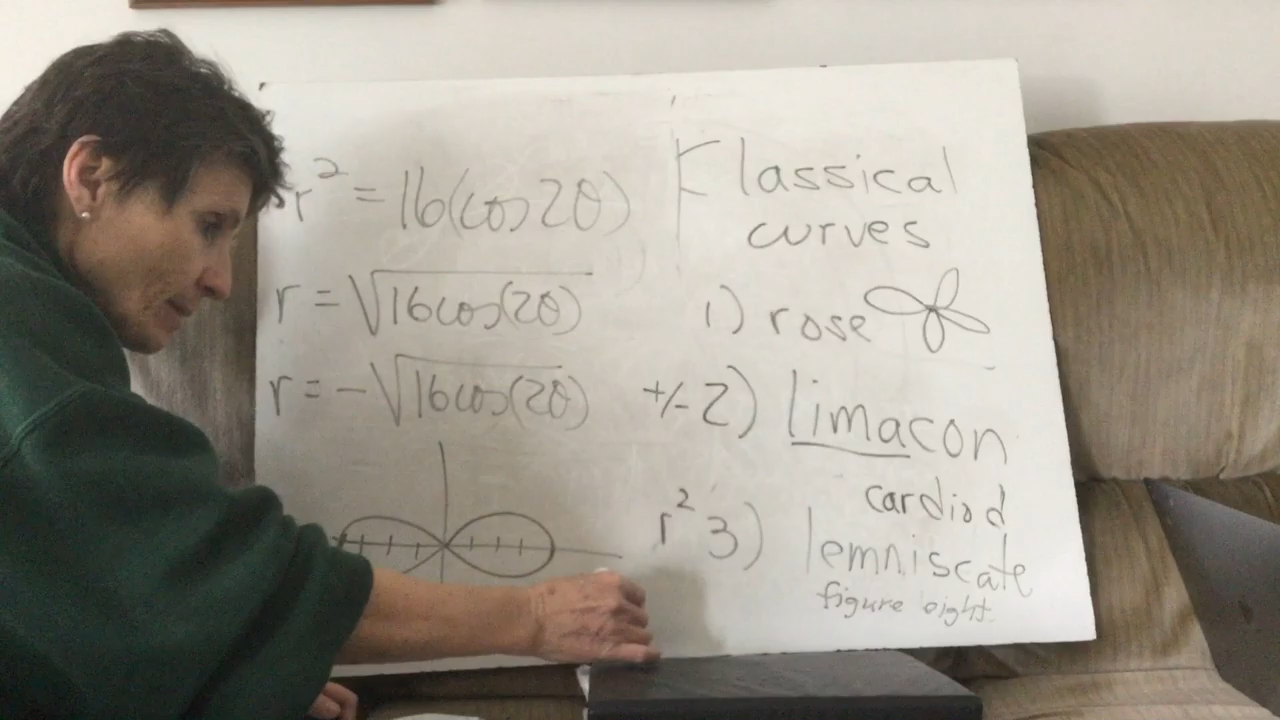 r² = 16(cos 2θ)
r = √16cos(2θ)
r = -√16cos(2θ)
Classical
curves
1) rose
+/- 2) limacon
cardiod
r² 3) lemniscate
figure eight